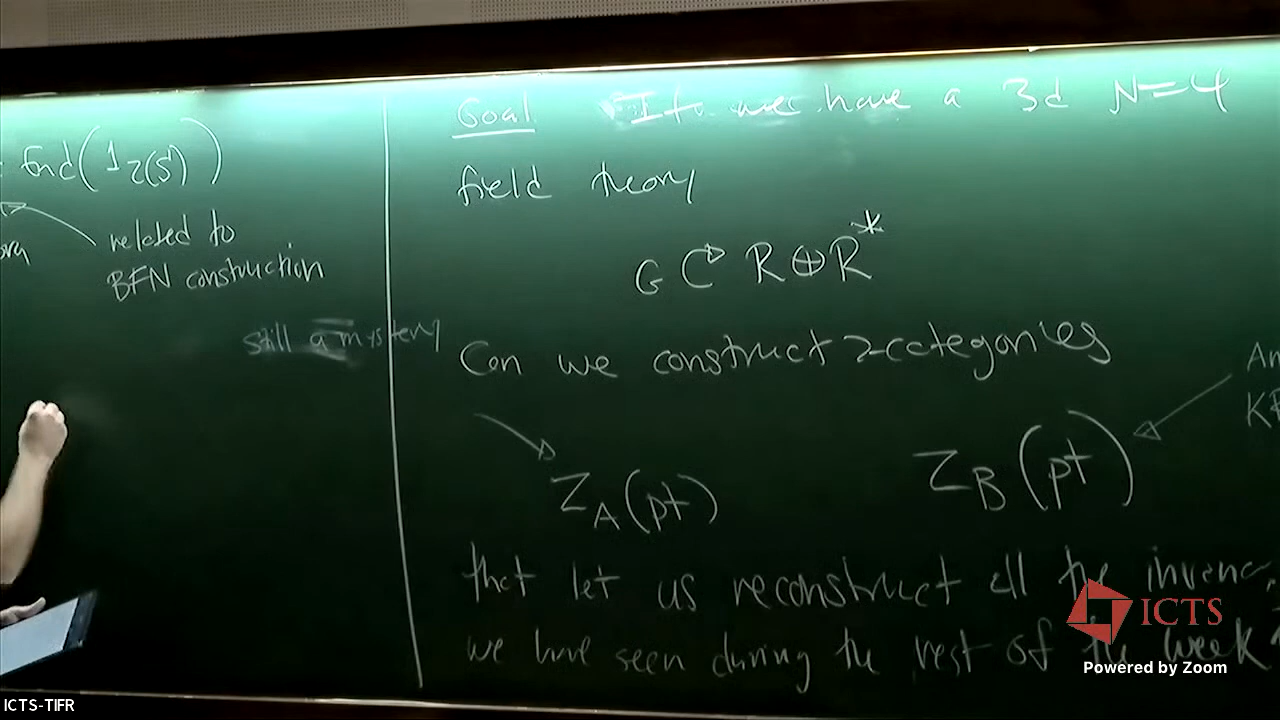 End(1_Z(S¹))
related to
BFN construction
still a mystery
Goal If we have a 3d N=4
field theory
G ⟳ R⊕R*
Can we construct 2-categories
Z_A(pt) Z_B(pt)
that let us reconstruct all the
we have seen during the rest of the week
ICTS
Powered by Zoom
ICTS-TIFR